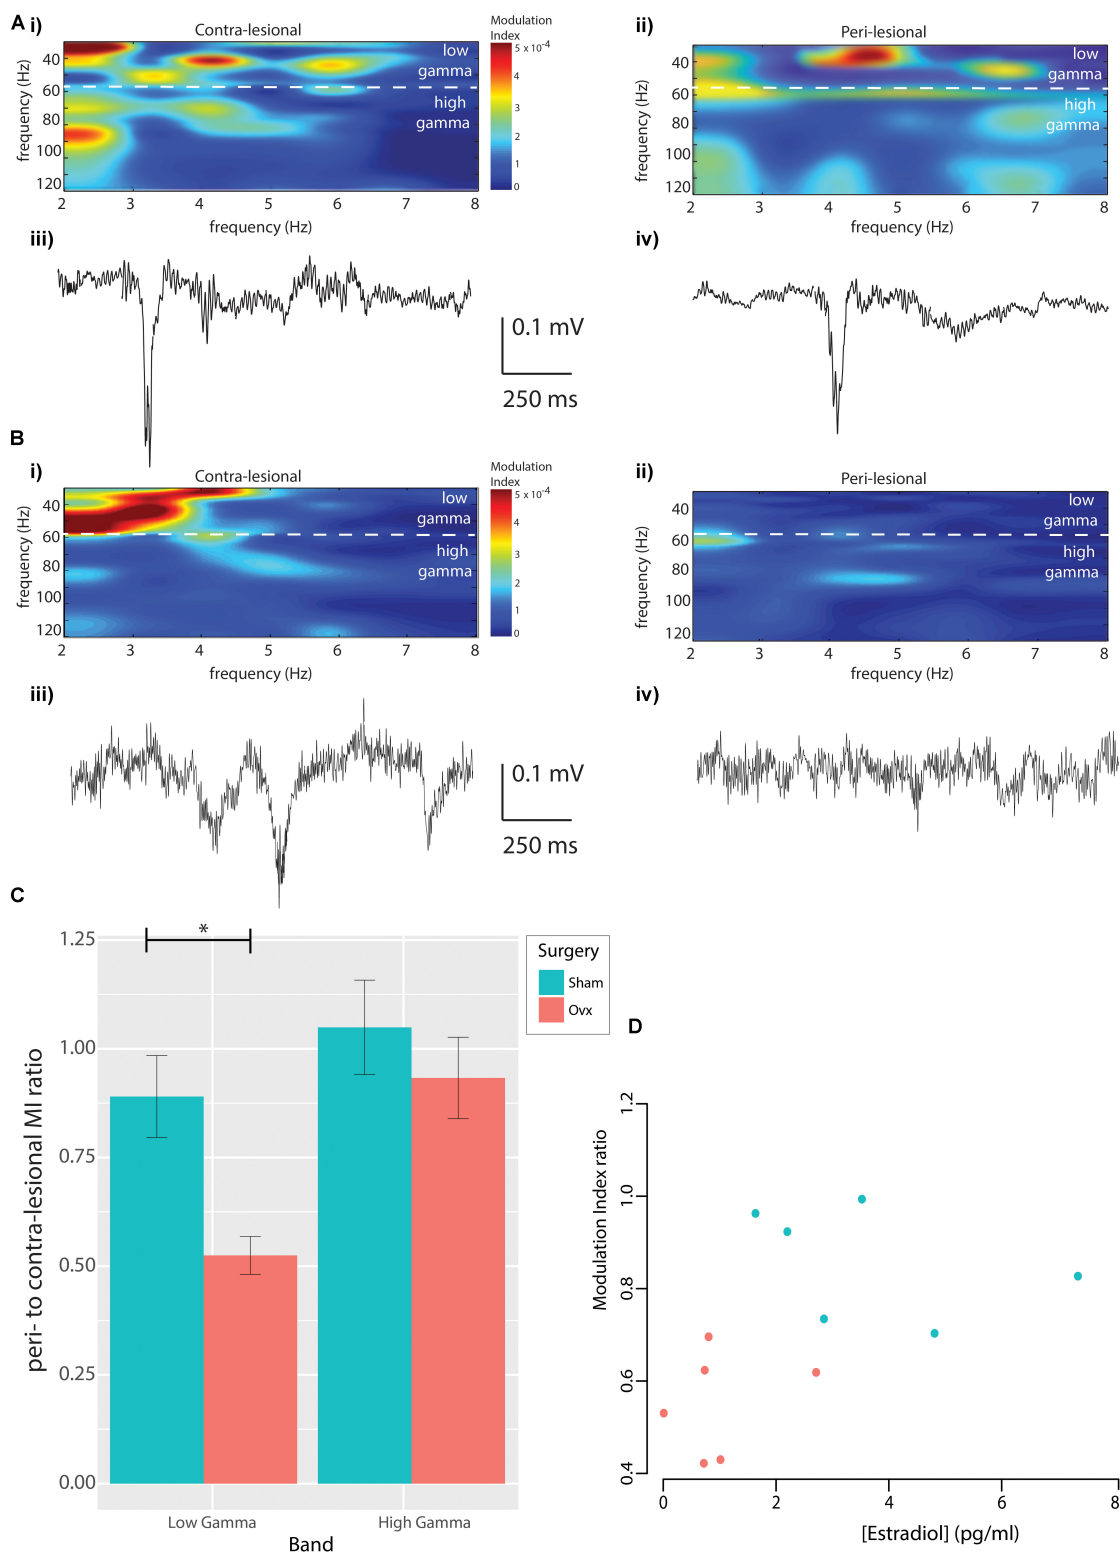 A
i)
Contra-lesional
Modulation
Index
5 x 10⁻⁴
4
3
2
1
0
low
gamma
high
gamma
frequency (Hz)
40
60
80
100
120
2 3 4 5 6 7 8
frequency (Hz)
ii)
Peri-lesional
low
gamma
high
gamma
frequency (Hz)
40
60
80
100
120
2 3 4 5 6 7 8
frequency (Hz)
iii)
0.1 mV
250 ms
iv)
B
i)
Contra-lesional
Modulation
Index
5 x 10⁻⁴
4
3
2
1
0
low
gamma
high
gamma
frequency (Hz)
40
60
80
100
120
2 3 4 5 6 7 8
frequency (Hz)
ii)
Peri-lesional
low
gamma
high
gamma
frequency (Hz)
40
60
80
100
120
2 3 4 5 6 7 8
frequency (Hz)
iii)
0.1 mV
250 ms
iv)
C
peri- to contra-lesional MI ratio
1.25
1.00
0.75
0.50
0.25
0.00
*
Low Gamma
High Gamma
Band
Surgery
Sham
Ovx
D
Modulation Index ratio
1.2
1.0
0.8
0.6
0.4
0 2 4 6 8
[Estradiol] (pg/ml)